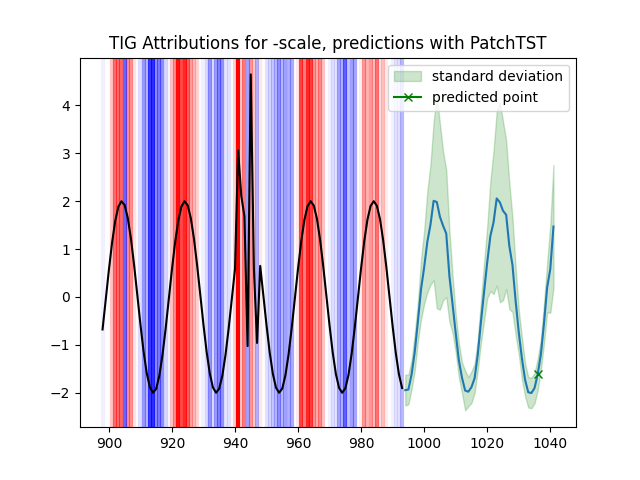 TIG Attributions for -scale, predictions with PatchTST
standard deviation
predicted point
4
3
2
1
0
−1
−2
900 920 940 960 980 1000 1020 1040